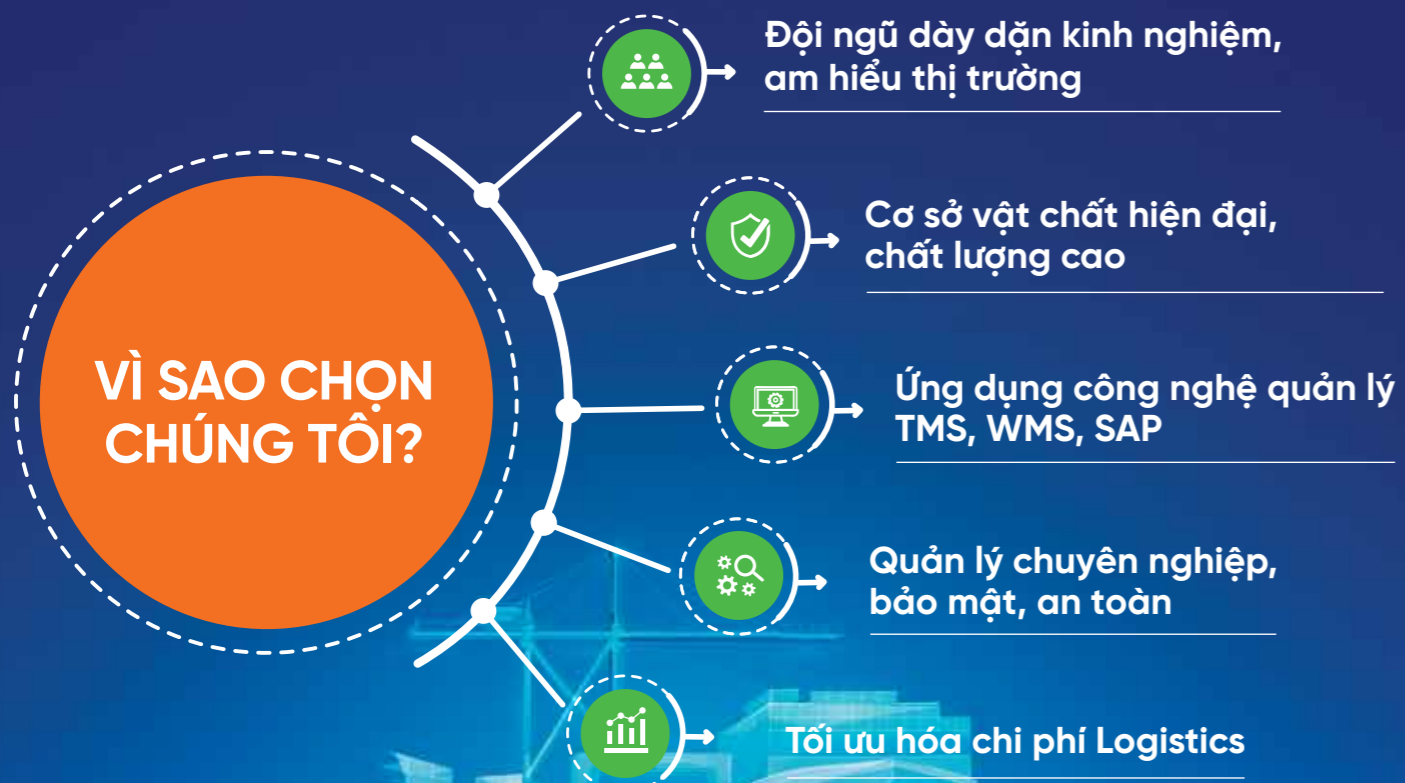 VÌ SAO CHỌN
CHÚNG TÔI?
Đội ngũ dày dặn kinh nghiệm,
am hiểu thị trường
Cơ sở vật chất hiện đại,
chất lượng cao
Ứng dụng công nghệ quản lý
TMS, WMS, SAP
Quản lý chuyên nghiệp,
bảo mật, an toàn
Tối ưu hóa chi phí Logistics